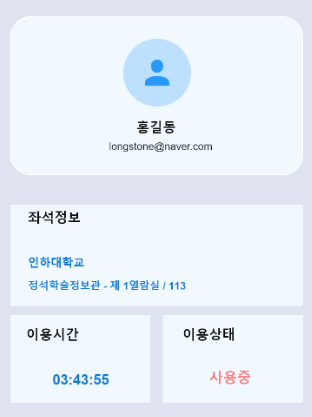 홍길동
longstone@naver.com
좌석정보
인하대학교
정석학술정보관 - 제 1열람실 / 113
이용시간
이용상태
03:43:55
사용중